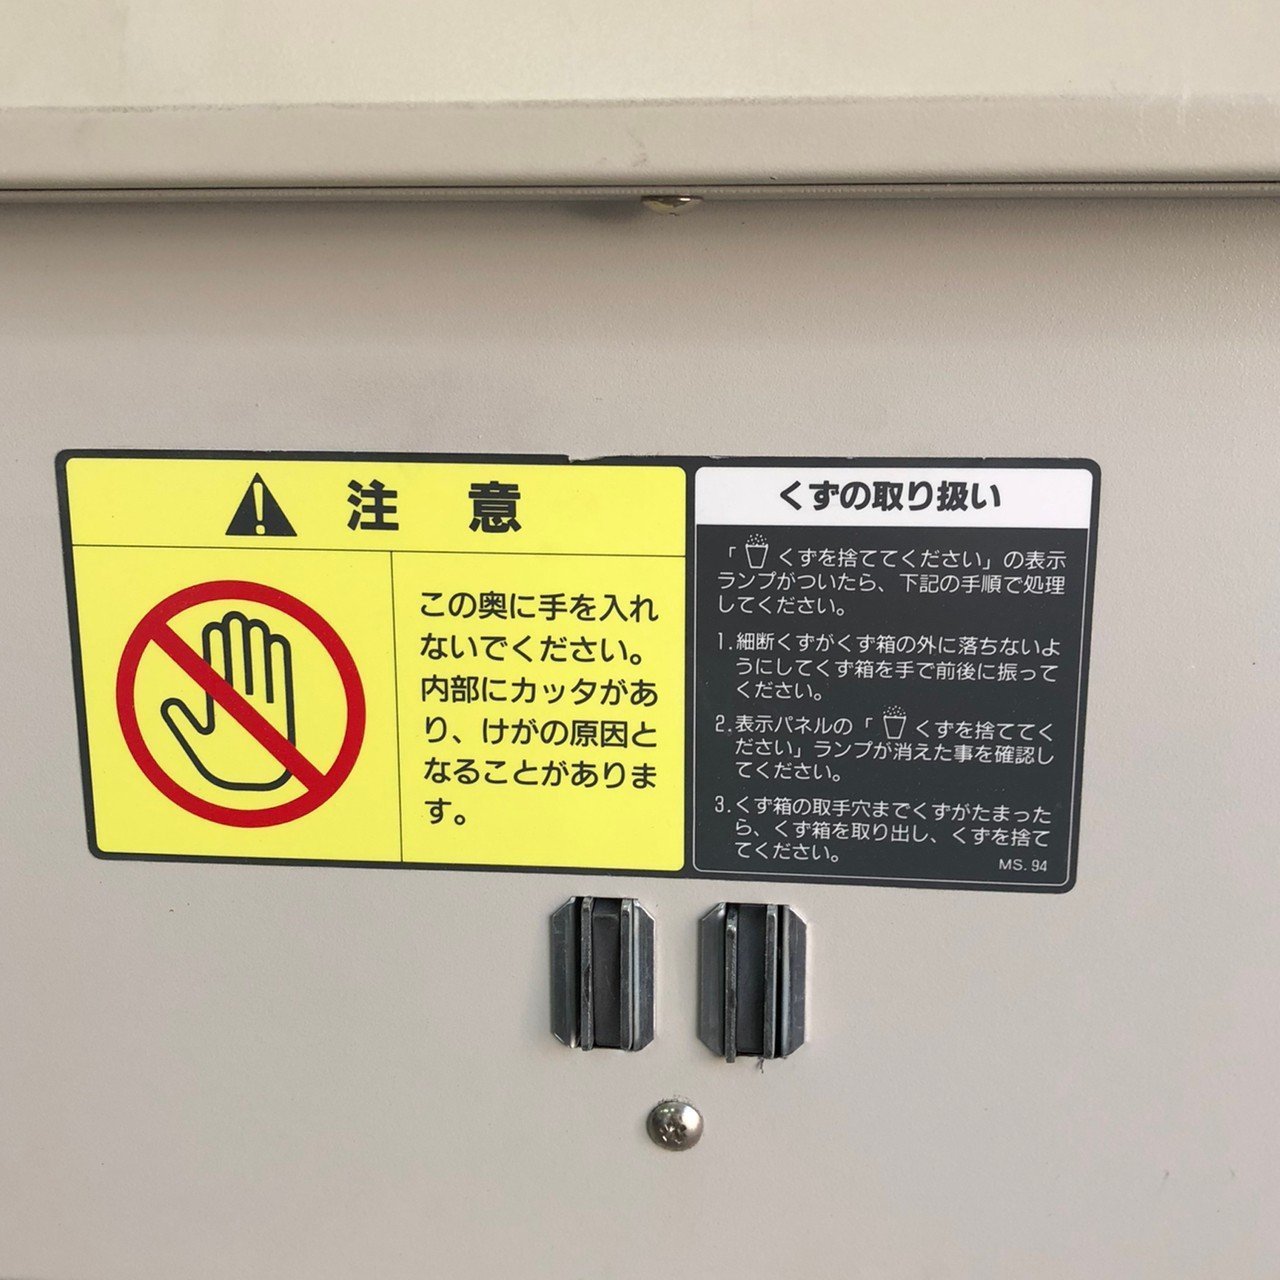 注 意
この奥に手を入れ
ないでください。
内部にカッタがあ
り、けがの原因と
なることがありま
す。
くずの取り扱い
「くずを捨ててください」の表示
ランプがついたら、下記の手順で処理
してください。
1.細断くずがくず箱の外に落ちないよ
うにしてくず箱を手で前後に振って
ください。
2.表示パネルの「くずを捨ててく
ださい」ランプが消えた事を確認し
てください。
3.くず箱の取手穴までくずがたまった
ら、くず箱を取り出し、くずを捨て
てください。
MS.94